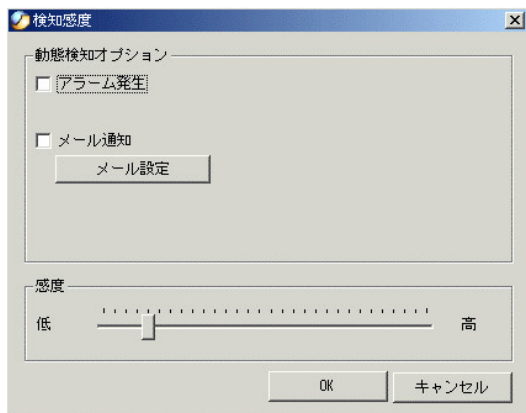 検知感度
動態検知オプション
アラーム発生
メール通知
メール設定
感度
低 高
OK キャンセル